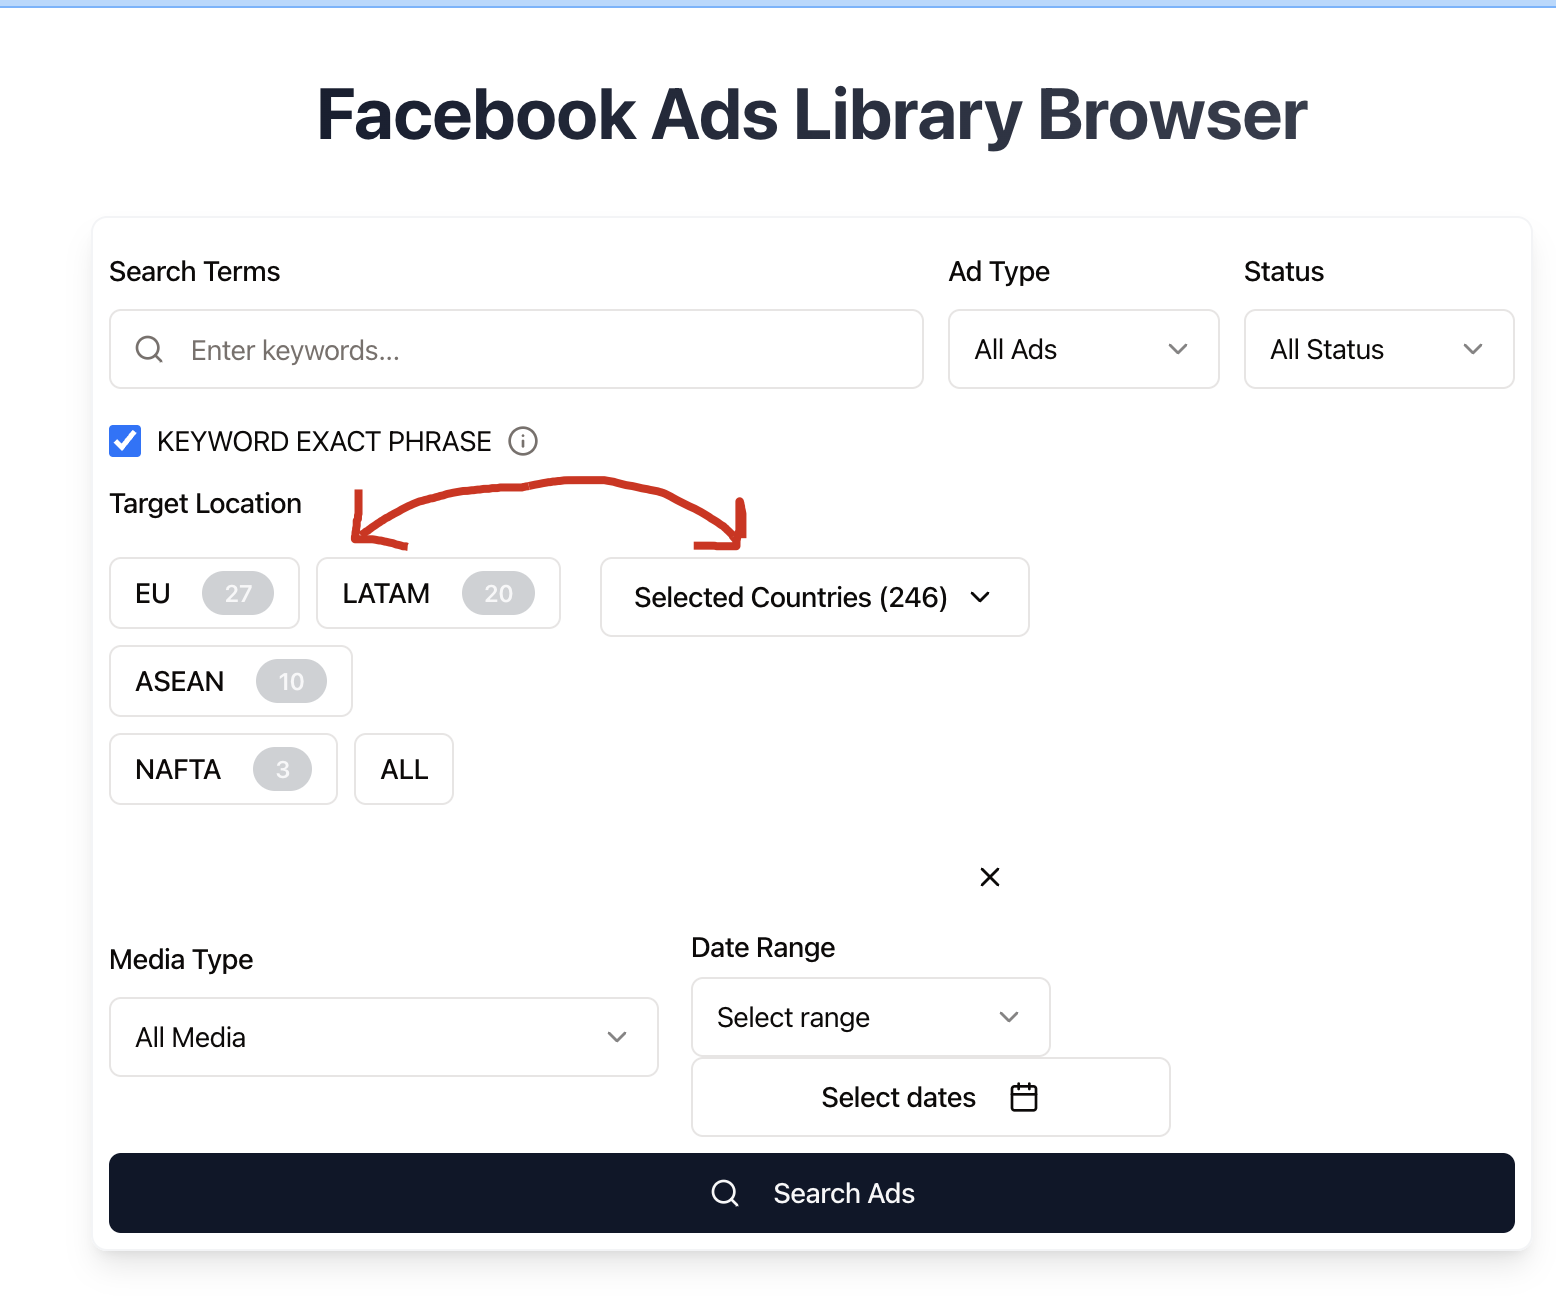 Facebook Ads Library Browser
Search Terms
Ad Type
Status
Enter keywords...
All Ads
All Status
KEYWORD EXACT PHRASE
Target Location
EU 27
LATAM 20
Selected Countries (246)
ASEAN 10
NAFTA 3
ALL
Media Type
Date Range
All Media
Select range
Select dates
Search Ads